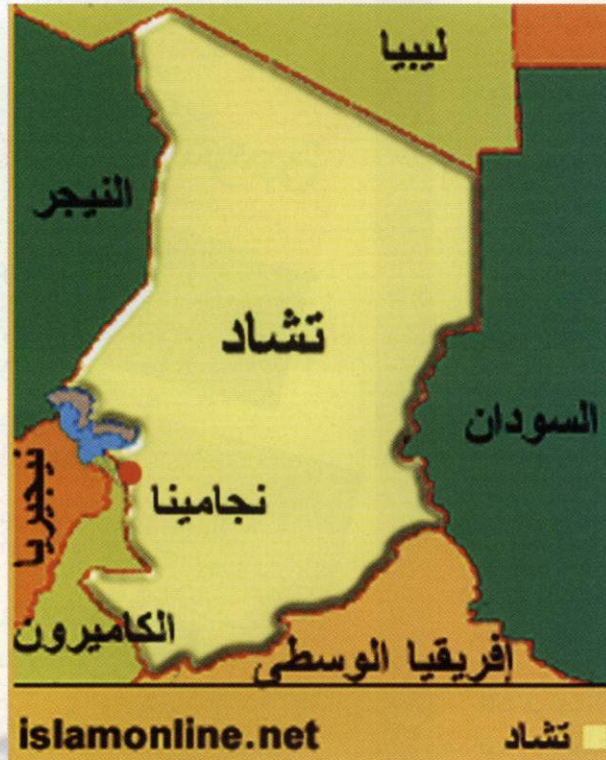 ليبيا
النيجر
تشاد
السودان
نجامينا
نيجيريا
الكاميرون
إفريقيا الوسطى
islamonline.net
تشاد